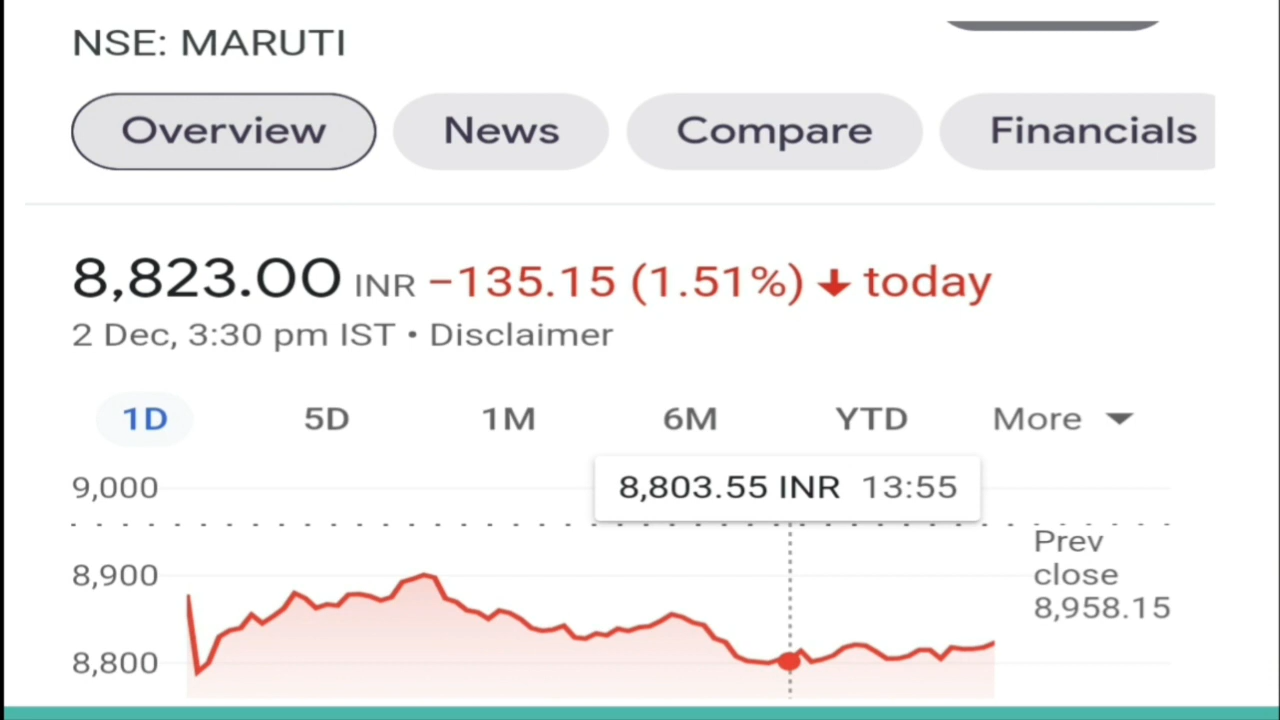 NSE: MARUTI
Overview News Compare Financials
8,823.00 INR −135.15 (1.51%) ↓ today
2 Dec, 3:30 pm IST • Disclaimer
1D 5D 1M 6M YTD More
8,803.55 INR 13:55
9,000
Prev
close
8,958.15
8,900
8,800